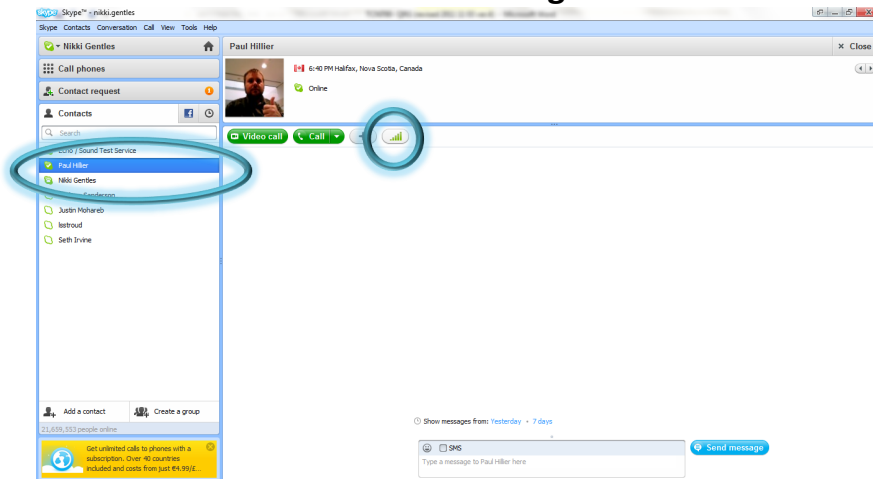 Skype™ - nikki.gentles
Skype Contacts Conversation Call View Tools Help
Nikki Gentles
Paul Hillier
× Close
Call phones
6:40 PM Halifax, Nova Scotia, Canada
Contact request
Online
Contacts
Search
Video call
Call
Echo / Sound Test Service
Paul Hillier
Nikki Gentles
Sanderson
Justin Mohareb
lsstroud
Seth Irvine
Add a contact
Create a group
Show messages from: Yesterday • 7 days
21,659,553 people online
SMS
Send message
Type a message to Paul Hillier here
Get unlimited calls to phones with a
subscription. Over 40 countries
included and costs from just €4.99/£...